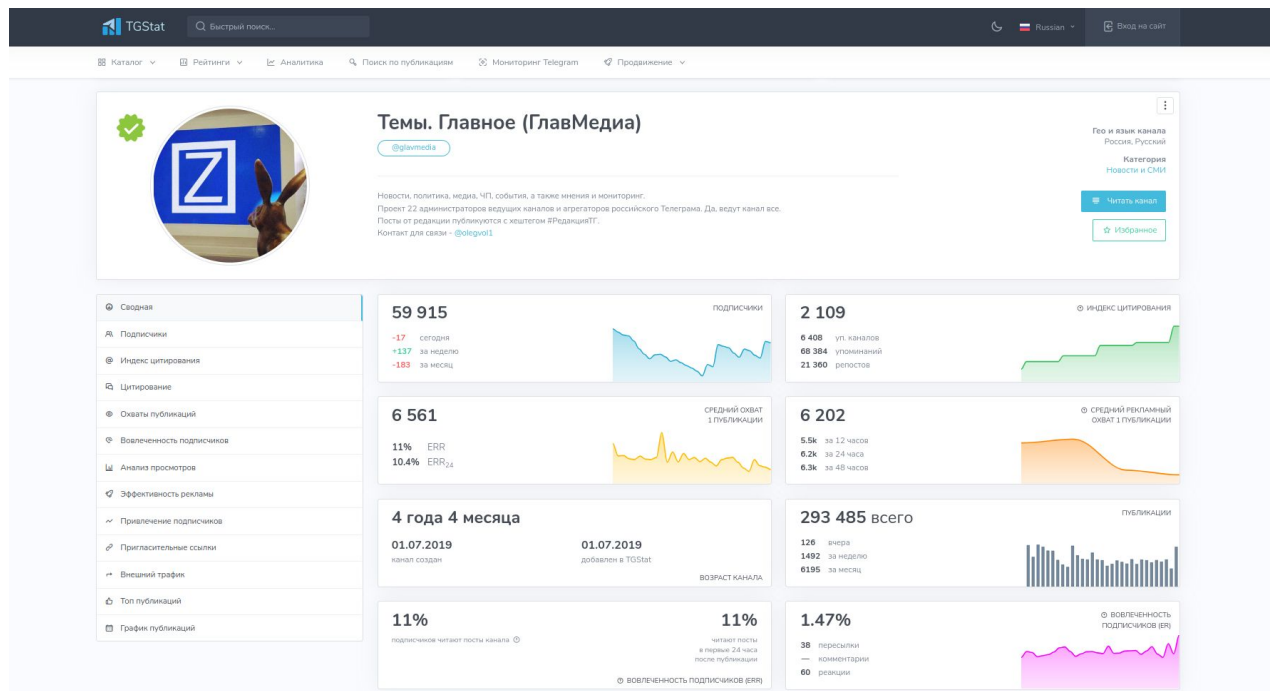 TGStat
Быстрый поиск...
Russian
Вход на сайт
Каталог
Рейтинги
Аналитика
Поиск по публикациям
Мониторинг Telegram
Продвижение
Z
Темы. Главное (ГлавМедиа)
@glavmedia
Новости, политика, медиа, ЧП, события, а также мнения и мониторинг.
Проект 22 администраторов ведущих каналов и агрегаторов российского Телеграма. Да, ведут канал все.
Посты от редакции публикуются с хештегом #РедакцияТГ.
Контакт для связи - @olegvol1
Гео и язык канала
Россия, Русский
Категория
Новости и СМИ
Читать канал
Избранное
Сводная
Подписчики
Индекс цитирования
Цитирование
Охваты публикаций
Вовлеченность подписчиков
Анализ просмотров
Эффективность рекламы
Привлечение подписчиков
Пригласительные ссылки
Внешний трафик
Топ публикаций
График публикаций
59 915
ПОДПИСЧИКИ
-17 сегодня
+137 за неделю
-183 за месяц
2 109
ИНДЕКС ЦИТИРОВАНИЯ
6 408 уп. каналов
68 384 упоминаний
21 360 репостов
6 561
СРЕДНИЙ ОХВАТ
1 ПУБЛИКАЦИИ
11% ERR
10.4% ERR24
6 202
СРЕДНИЙ РЕКЛАМНЫЙ
ОХВАТ 1 ПУБЛИКАЦИИ
5.5k за 12 часов
6.2k за 24 часа
6.3k за 48 часов
4 года 4 месяца
01.07.2019
канал создан
01.07.2019
добавлен в TGStat
ВОЗРАСТ КАНАЛА
293 485 всего
ПУБЛИКАЦИИ
126 вчера
1492 за неделю
6195 за месяц
11%
подписчиков читают посты канала
11%
читают посты
в первые 24 часа
после публикации
ВОВЛЕЧЕННОСТЬ ПОДПИСЧИКОВ (ERR)
1.47%
ВОВЛЕЧЕННОСТЬ
ПОДПИСЧИКОВ (ER)
38 пересылки
— комментарии
60 реакции